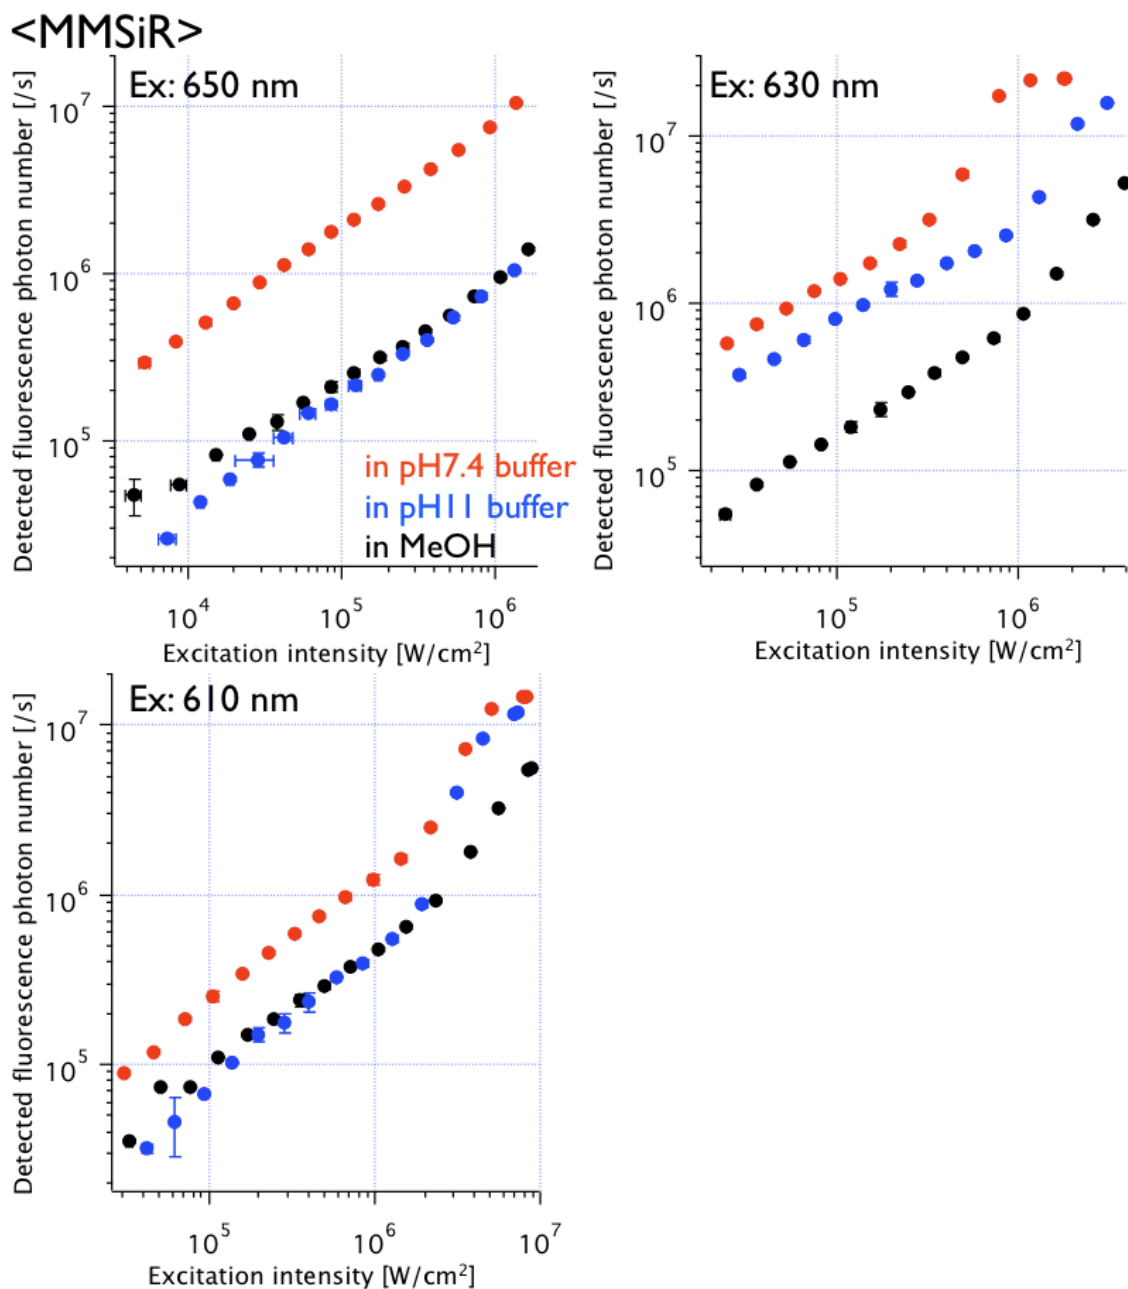 <MMSiR>
Ex: 650 nm
Detected fluorescence photon number [/s]
10^7
10^6
10^5
in pH7.4 buffer
in pH11 buffer
in MeOH
10^4 10^5 10^6
Excitation intensity [W/cm^2]
Ex: 630 nm
Detected fluorescence photon number [/s]
10^7
10^6
10^5
10^5 10^6
Excitation intensity [W/cm^2]
Ex: 610 nm
Detected fluorescence photon number [/s]
10^7
10^6
10^5
10^5 10^6 10^7
Excitation intensity [W/cm^2]